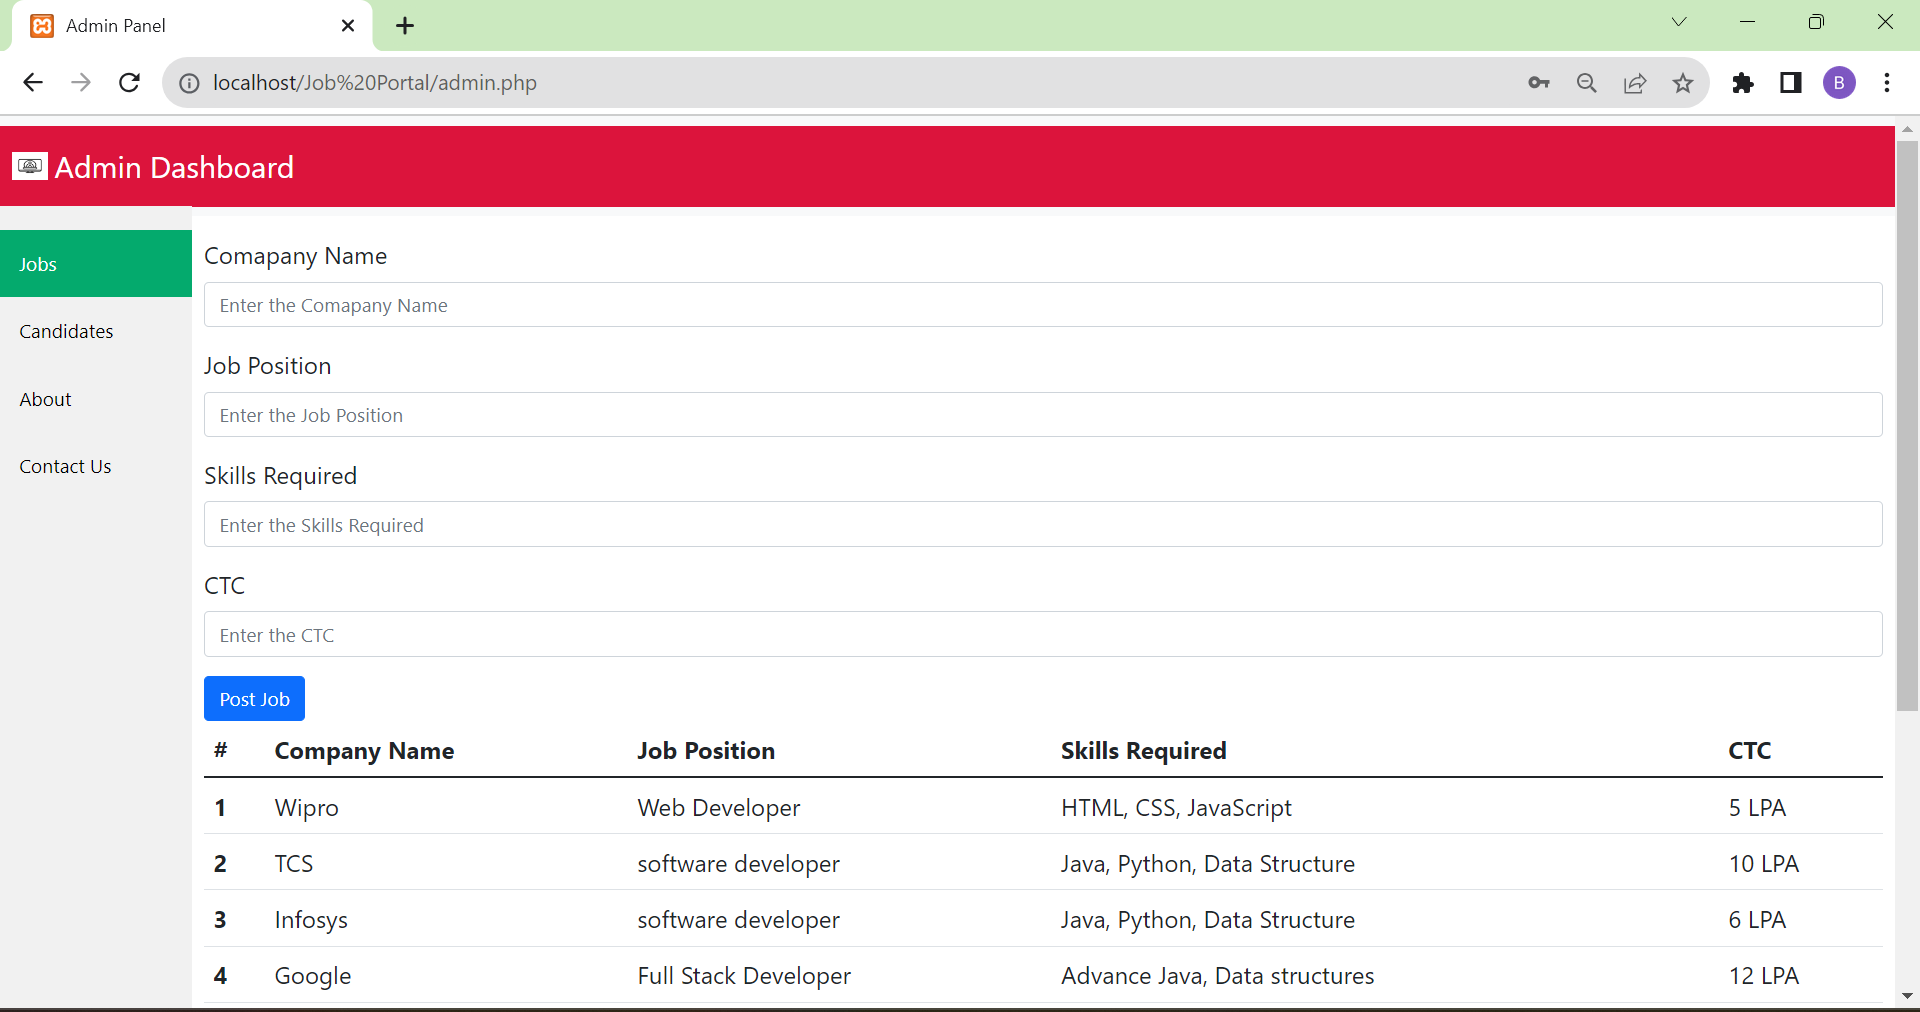 Admin Panel
localhost/Job%20Portal/admin.php
B
Admin Dashboard
Jobs
Candidates
About
Contact Us
Comapany Name
Enter the Comapany Name
Job Position
Enter the Job Position
Skills Required
Enter the Skills Required
CTC
Enter the CTC
Post Job
# Company Name Job Position Skills Required CTC
1 Wipro Web Developer HTML, CSS, JavaScript 5 LPA
2 TCS software developer Java, Python, Data Structure 10 LPA
3 Infosys software developer Java, Python, Data Structure 6 LPA
4 Google Full Stack Developer Advance Java, Data structures 12 LPA